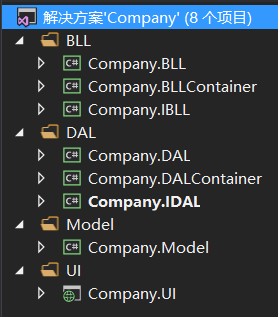 解决方案'Company' (8 个项目)
BLL
C# Company.BLL
C# Company.BLLContainer
C# Company.IBLL
DAL
C# Company.DAL
C# Company.DALContainer
C# Company.IDAL
Model
C# Company.Model
UI
Company.UI